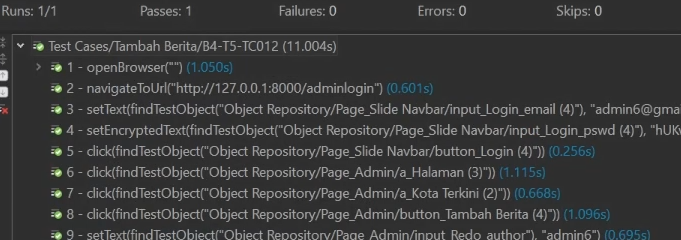 Runs: 1/1 Passes: 1 Failures: 0 Errors: 0 Skips: 0
Test Cases/Tambah Berita/B4-T5-TC012 (11.004s)
1 - openBrowser("") (1.050s)
2 - navigateToUrl("http://127.0.0.1:8000/adminlogin") (0.601s)
3 - setText(findTestObject("Object Repository/Page_Slide Navbar/input_Login_email (4)"), "admin6@gma
4 - setEncryptedText(findTestObject("Object Repository/Page_Slide Navbar/input_Login_pswd (4)"), "hUKw
5 - click(findTestObject("Object Repository/Page_Slide Navbar/button_Login (4)")) (0.256s)
6 - click(findTestObject("Object Repository/Page_Admin/a_Halaman (3)")) (1.115s)
7 - click(findTestObject("Object Repository/Page_Admin/a_Kota Terkini (2)")) (0.668s)
8 - click(findTestObject("Object Repository/Page_Admin/button_Tambah Berita (4)")) (1.096s)
9 - setText(findTestObject("Object Repository/Page_Admin/input_Redo_author"), "admin6") (0.695s)